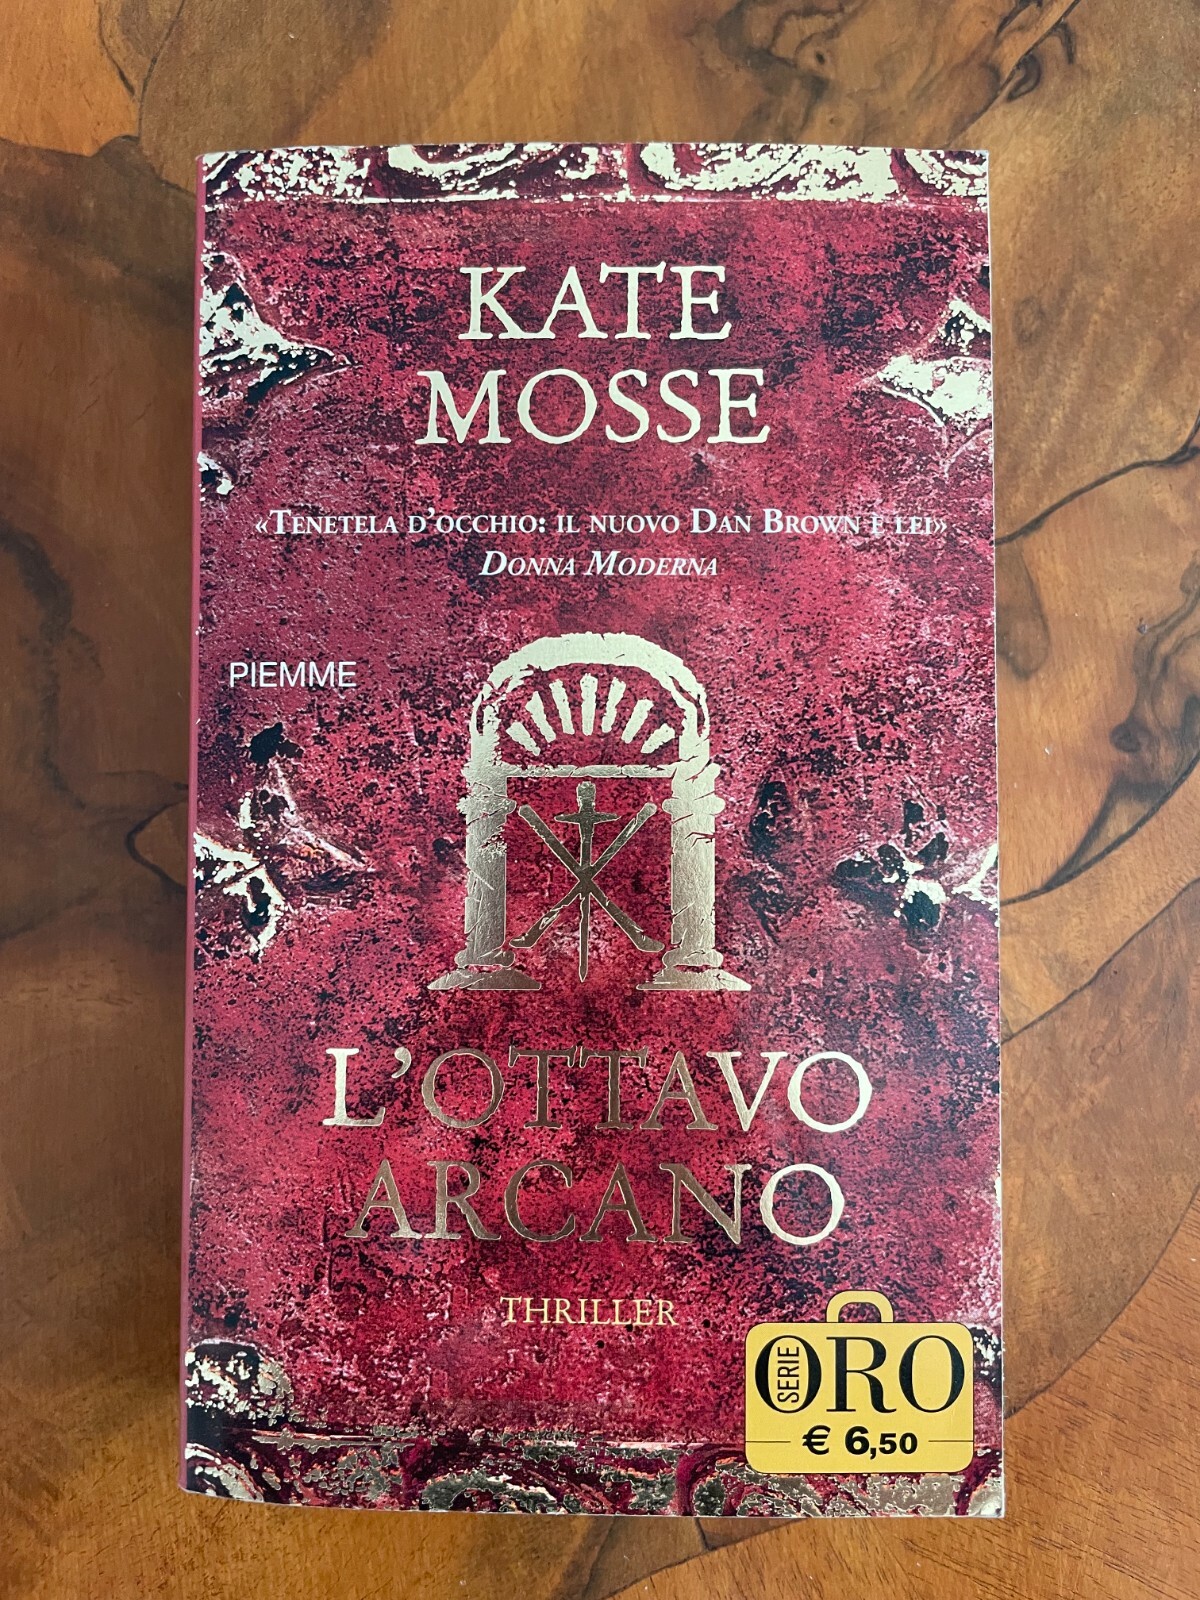 KATE
MOSSE
«Tenetela d'occhio: il nuovo Dan Brown è lei»
Donna Moderna
PIEMME
L'OTTAVO
ARCANO
THRILLER
SERIE
ORO
€ 6,50